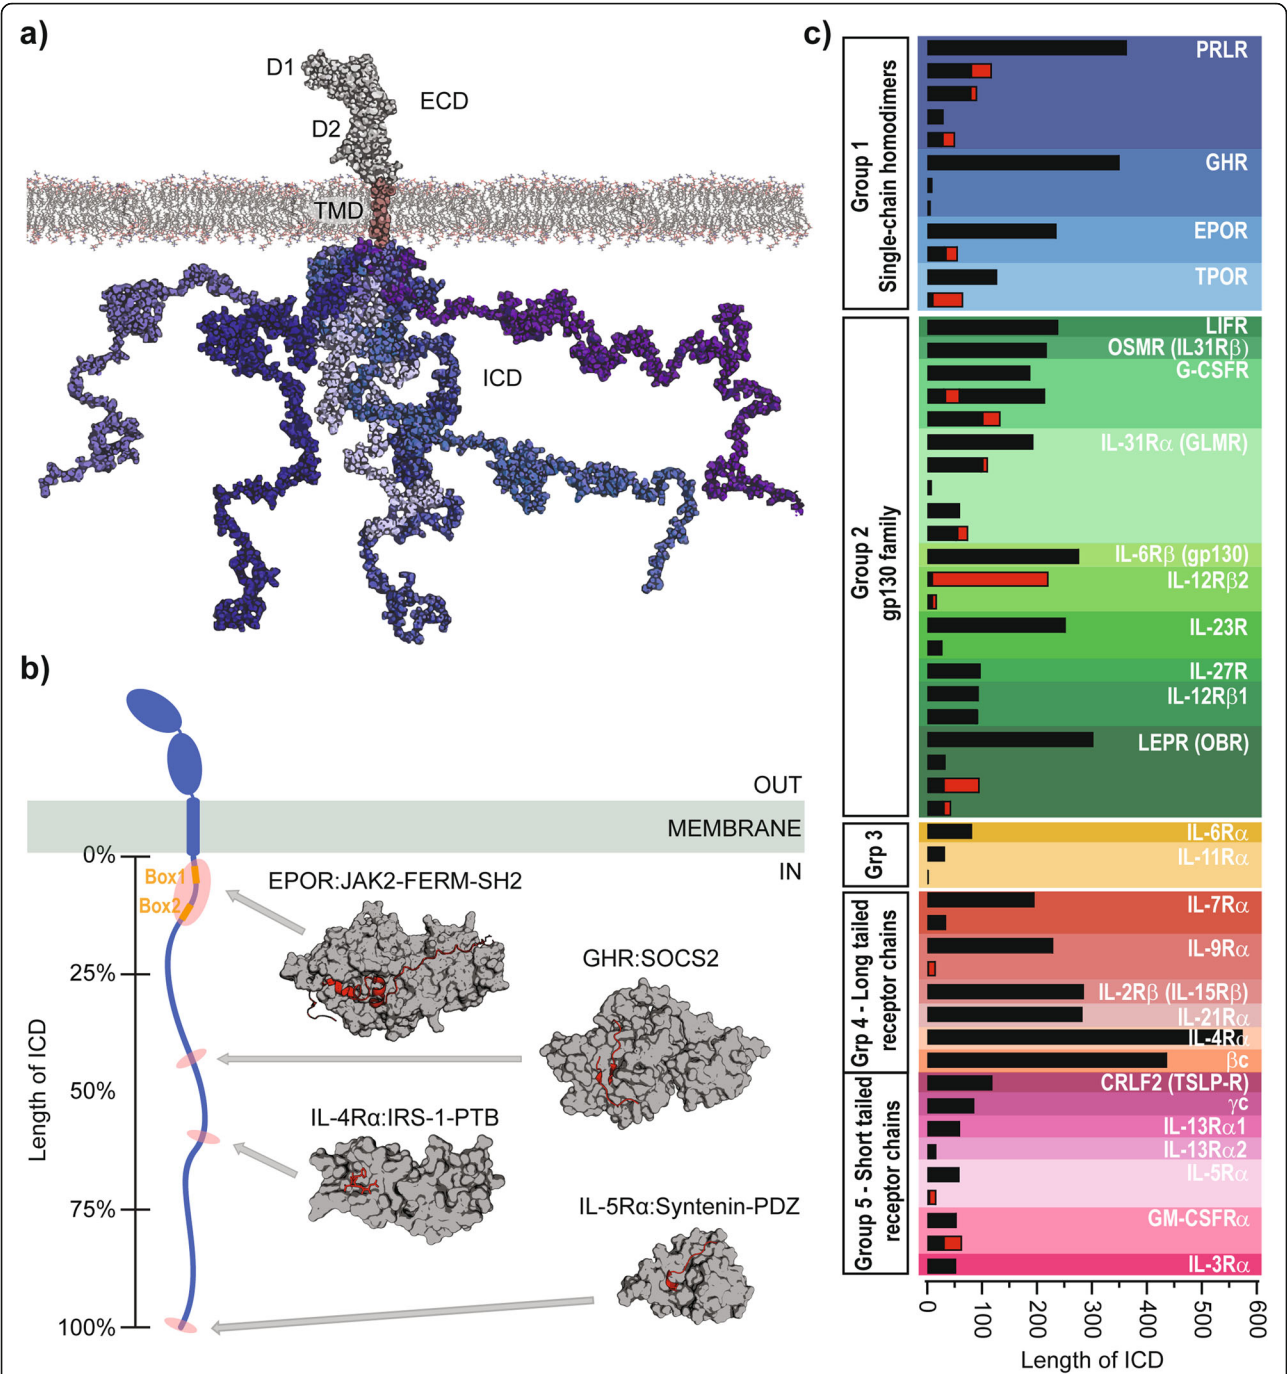 a)
D1
ECD
D2
TMD
ICD
b)
OUT
MEMBRANE
IN
0%
Box1
Box2
25%
50%
75%
100%
Length of ICD
EPOR:JAK2-FERM-SH2
GHR:SOCS2
IL-4Rα:IRS-1-PTB
IL-5Rα:Syntenin-PDZ
c)
Group 1
Single-chain homodimers
PRLR
GHR
EPOR
TPOR
Group 2
gp130 family
LIFR
OSMR (IL31Rβ)
G-CSFR
IL-31Rα (GLMR)
IL-6Rβ (gp130)
IL-12Rβ2
IL-23R
IL-27R
IL-12Rβ1
LEPR (OBR)
Grp 3
IL-6Rα
IL-11Rα
Grp 4 - Long tailed
receptor chains
IL-7Rα
IL-9Rα
IL-2Rβ (IL-15Rβ)
IL-21Rα
IL-4Rα
βc
Group 5 - Short tailed
receptor chains
CRLF2 (TSLP-R)
γc
IL-13Rα1
IL-13Rα2
IL-5Rα
GM-CSFRα
IL-3Rα
0
100
200
300
400
500
600
Length of ICD